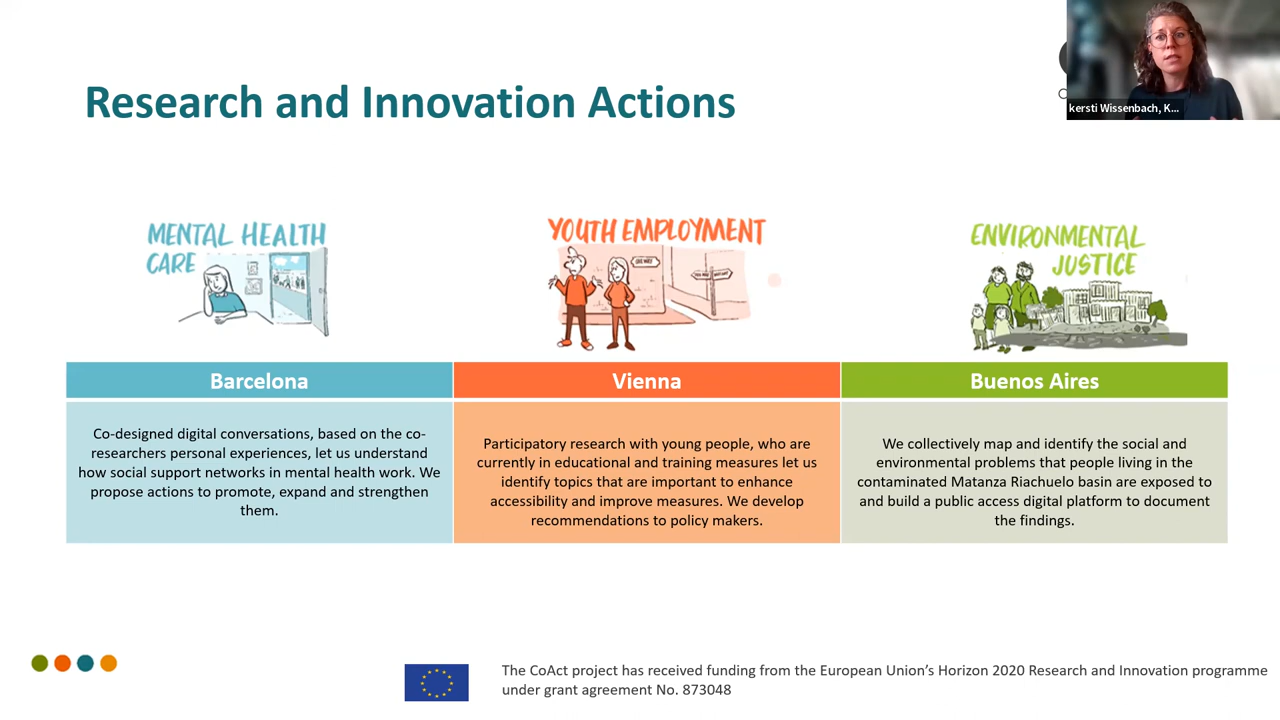 Research and Innovation Actions
kersti Wissenbach, K...
MENTAL HEALTH
CARE
YOUTH EMPLOYMENT
ENVIRONMENTAL
JUSTICE
Barcelona
Vienna
Buenos Aires
Co-designed digital conversations, based on the co-
researchers personal experiences, let us understand
how social support networks in mental health work. We
propose actions to promote, expand and strengthen
them.
Participatory research with young people, who are
currently in educational and training measures let us
identify topics that are important to enhance
accessibility and improve measures. We develop
recommendations to policy makers.
We collectively map and identify the social and
environmental problems that people living in the
contaminated Matanza Riachuelo basin are exposed to
and build a public access digital platform to document
the findings.
The CoAct project has received funding from the European Union’s Horizon 2020 Research and Innovation programme
under grant agreement No. 873048